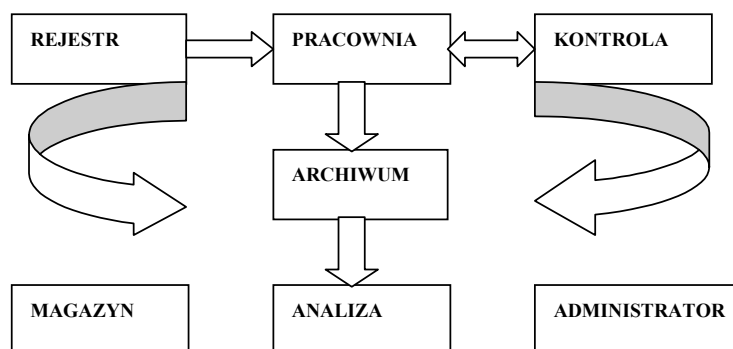 REJESTR
PRACOWNIA
KONTROLA
ARCHIWUM
MAGAZYN
ANALIZA
ADMINISTRATOR